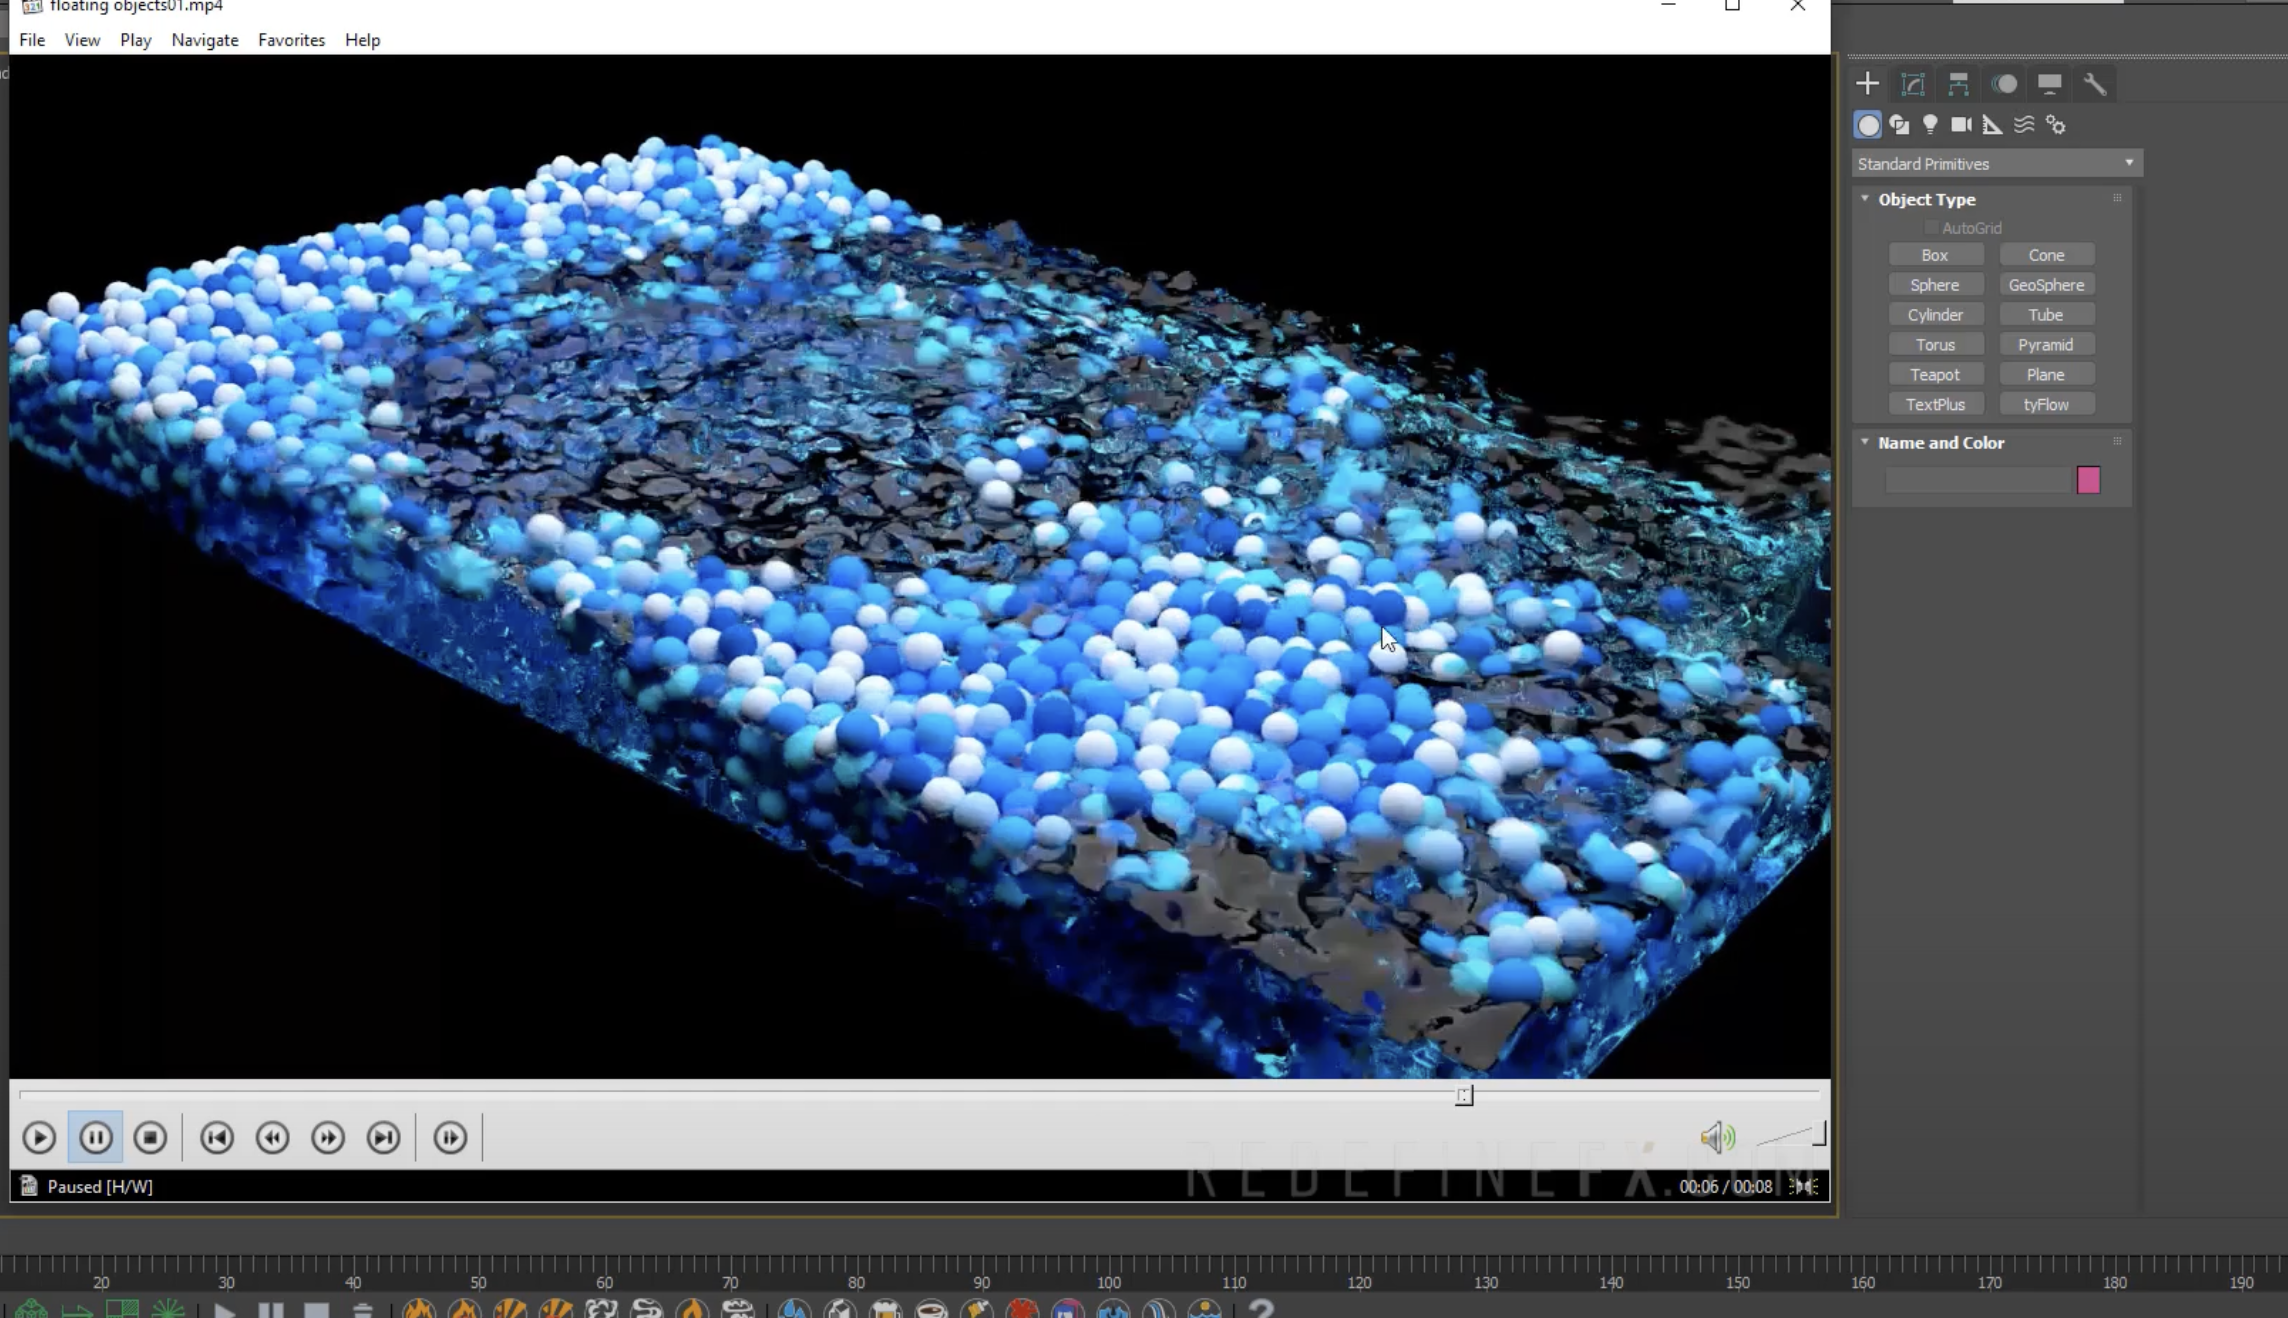 floating objects01.mp4
File View Play Navigate Favorites Help
Standard Primitives
Object Type
AutoGrid
Box Cone
Sphere GeoSphere
Cylinder Tube
Torus Pyramid
Teapot Plane
TextPlus tyFlow
Name and Color
REDEFINEFX.COM
Paused [H/W] 00:06 / 00:08
20 30 40 50 60 70 80 90 100 110 120 130 140 150 160 170 180 190